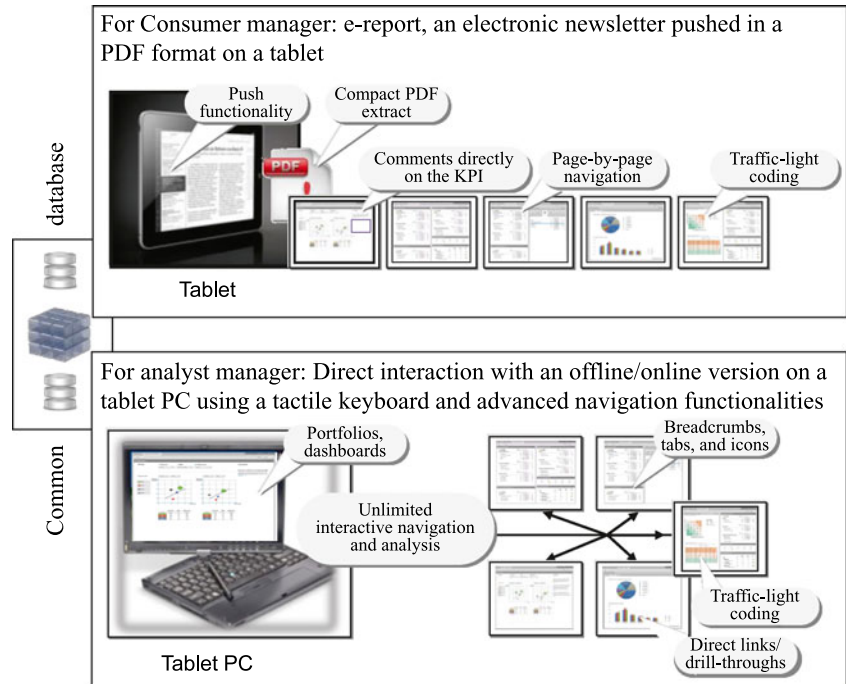 For Consumer manager: e-report, an electronic newsletter pushed in a
PDF format on a tablet
Push
functionality
Compact PDF
extract
PDF
Comments directly
on the KPI
Page-by-page
navigation
Traffic-light
coding
Tablet
database
Common
For analyst manager: Direct interaction with an offline/online version on a
tablet PC using a tactile keyboard and advanced navigation functionalities
Portfolios,
dashboards
Breadcrumbs,
tabs, and icons
Unlimited
interactive navigation
and analysis
Traffic-light
coding
Direct links/
drill-throughs
Tablet PC